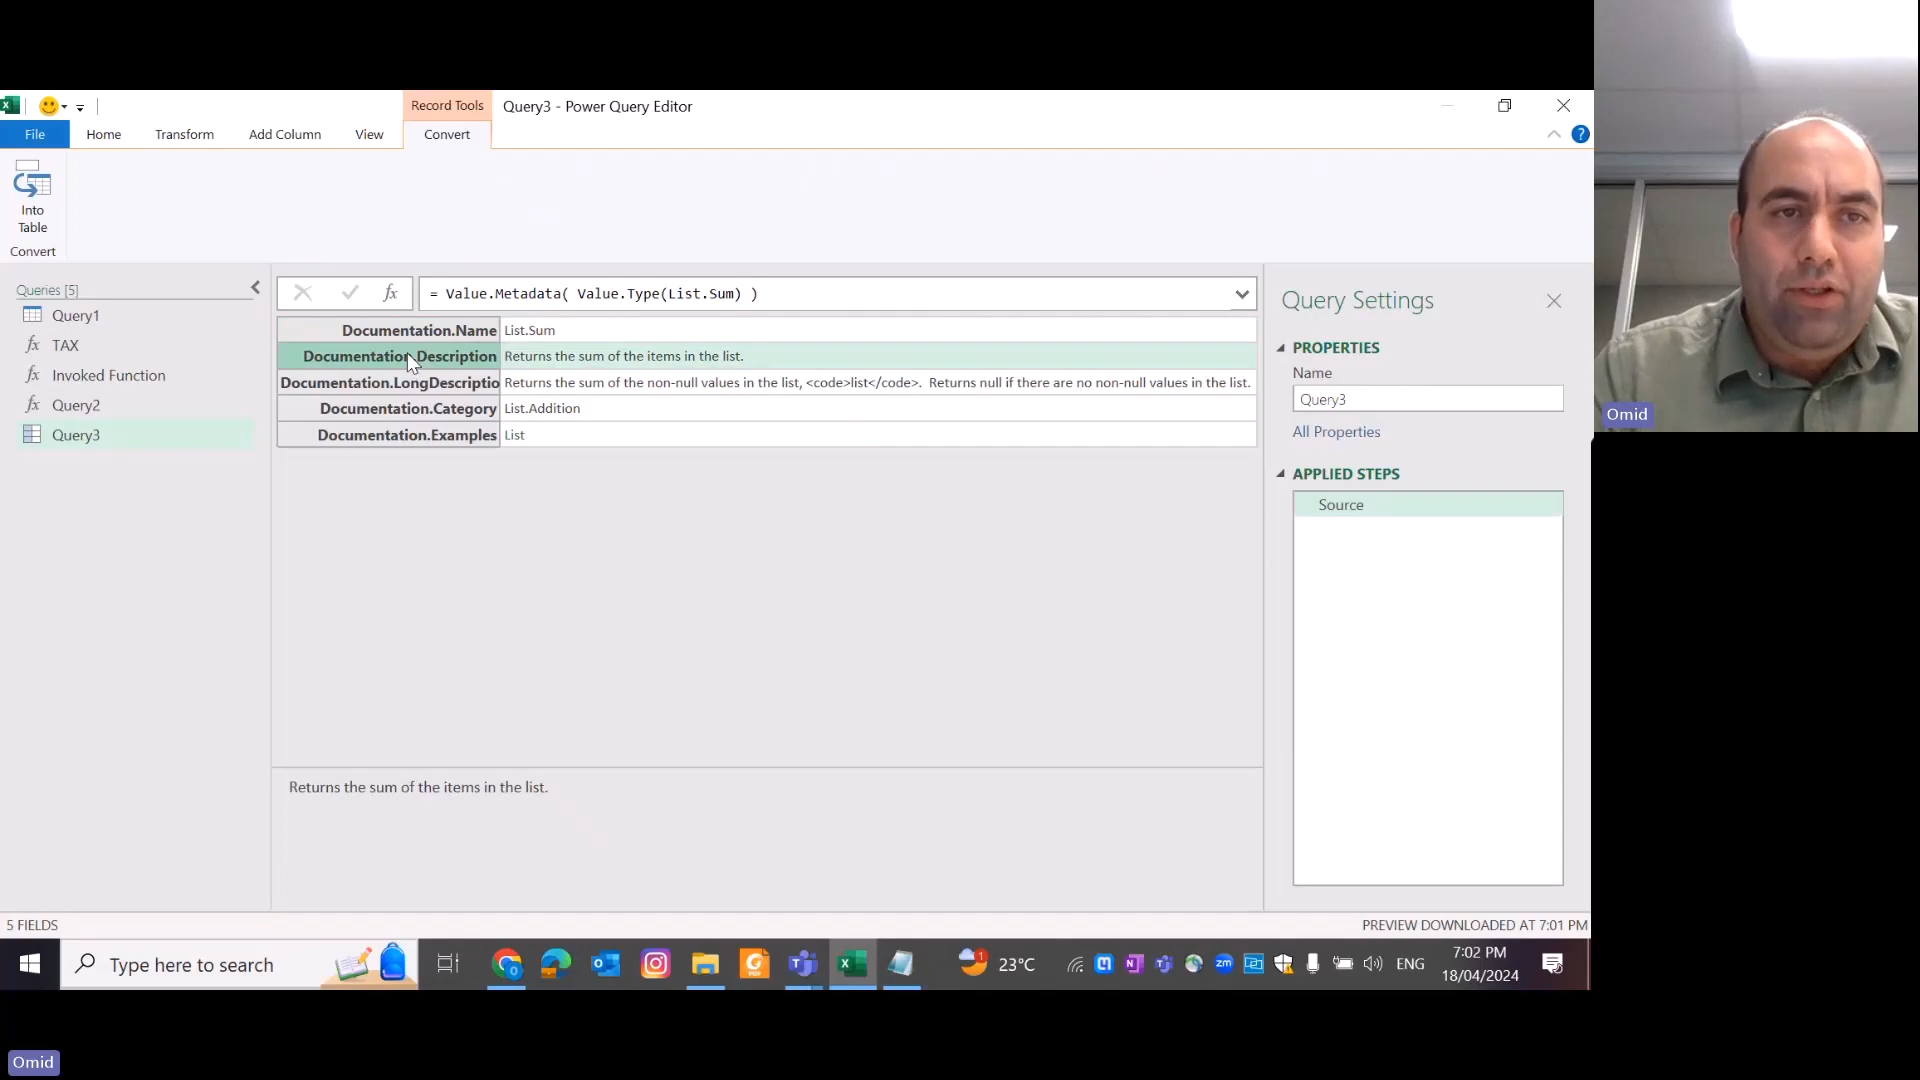 Record Tools
Query3 - Power Query Editor
File
Home
Transform
Add Column
View
Convert
?
Into
Table
Convert
Queries [5]
Query1
fx TAX
fx Invoked Function
fx Query2
Query3
fx
= Value.Metadata( Value.Type(List.Sum) )
Documentation.Name List.Sum
Documentation.Description Returns the sum of the items in the list.
Documentation.LongDescriptio Returns the sum of the non-null values in the list, <code>list</code>.  Returns null if there are no non-null values in the list.
Documentation.Category List.Addition
Documentation.Examples List
Returns the sum of the items in the list.
Query Settings
PROPERTIES
Name
Query3
All Properties
APPLIED STEPS
Source
5 FIELDS
PREVIEW DOWNLOADED AT 7:01 PM
Type here to search
23°C
ENG
7:02 PM
18/04/2024
Omid
Omid